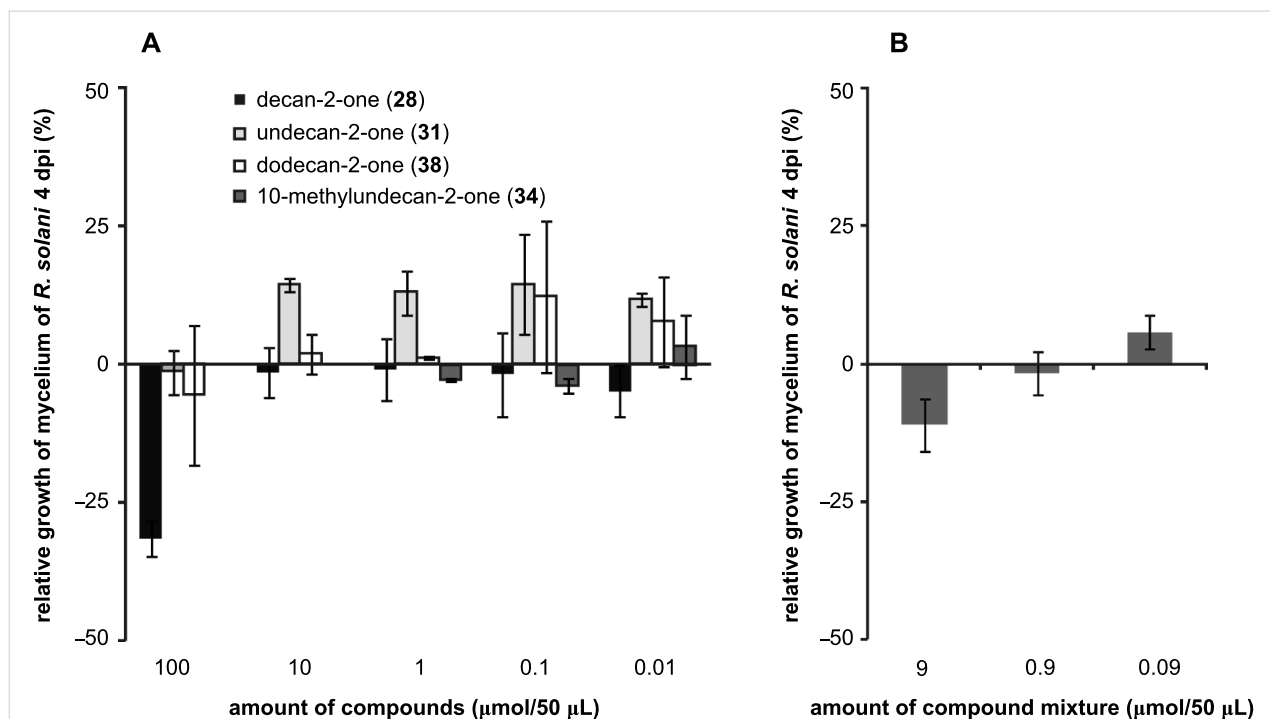 A
relative growth of mycelium of R. solani 4 dpi (%)
50
25
0
–25
–50
decan-2-one (28)
undecan-2-one (31)
dodecan-2-one (38)
10-methylundecan-2-one (34)
100 10 1 0.1 0.01
amount of compounds (μmol/50 μL)
B
relative growth of mycelium of R. solani 4 dpi (%)
50
25
0
–25
–50
9 0.9 0.09
amount of compound mixture (μmol/50 μL)